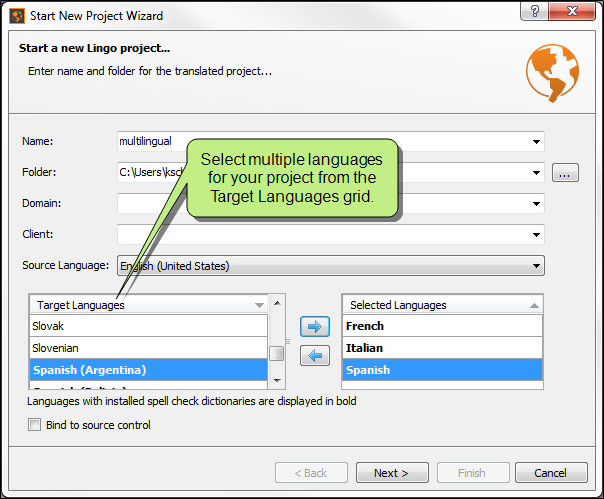 Start New Project Wizard
Start a new Lingo project...
Enter name and folder for the translated project...
Name: multilingual
Select multiple languages
for your project from the
Target Languages grid.
Folder: C:\Users\ksc ...
Domain:
Client:
Source Language: English (United States)
Target Languages
Slovak
Slovenian
Spanish (Argentina)
Selected Languages
French
Italian
Spanish
Languages with installed spell check dictionaries are displayed in bold
Bind to source control
< Back Next > Finish Cancel